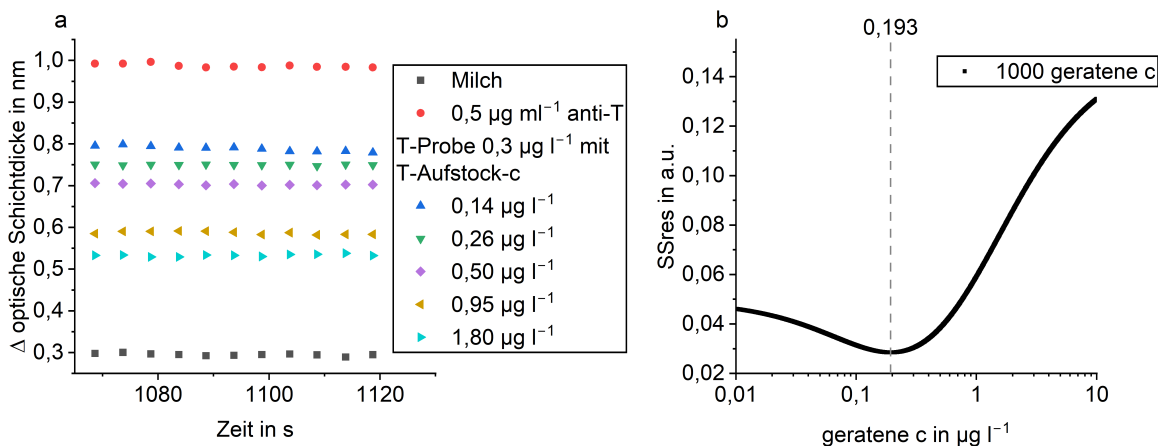 a
Δ optische Schichtdicke in nm
1,0
0,9
0,8
0,7
0,6
0,5
0,4
0,3
1080
1100
1120
Zeit in s
Milch
0,5 µg ml⁻¹ anti-T
T-Probe 0,3 µg l⁻¹ mit
T-Aufstock-c
0,14 µg l⁻¹
0,26 µg l⁻¹
0,50 µg l⁻¹
0,95 µg l⁻¹
1,80 µg l⁻¹
b
0,193
SSres in a.u.
0,14
0,12
0,10
0,08
0,06
0,04
0,02
0,01
0,1
1
10
geratene c in µg l⁻¹
1000 geratene c